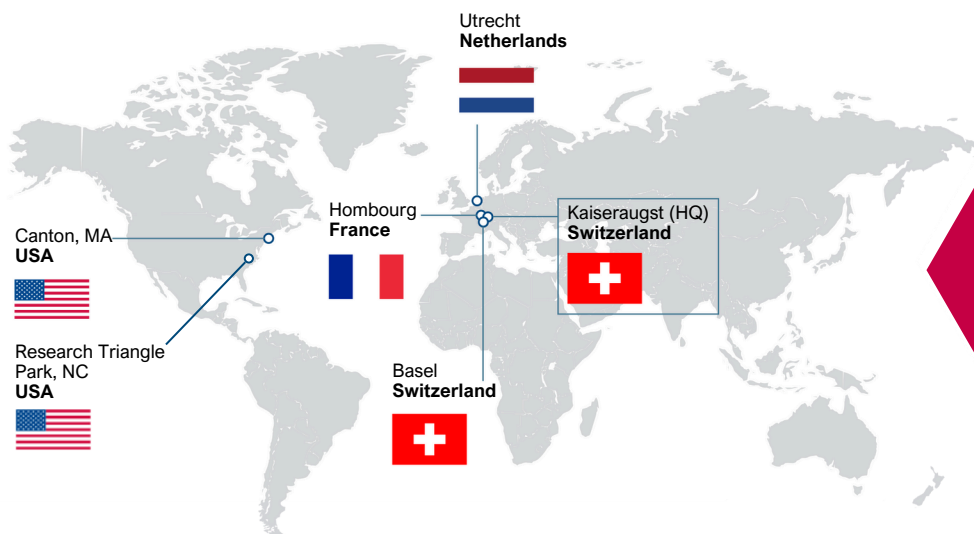 Utrecht
Netherlands
Hombourg
France
Kaiseraugst (HQ)
Switzerland
Canton, MA
USA
Research Triangle
Park, NC
USA
Basel
Switzerland